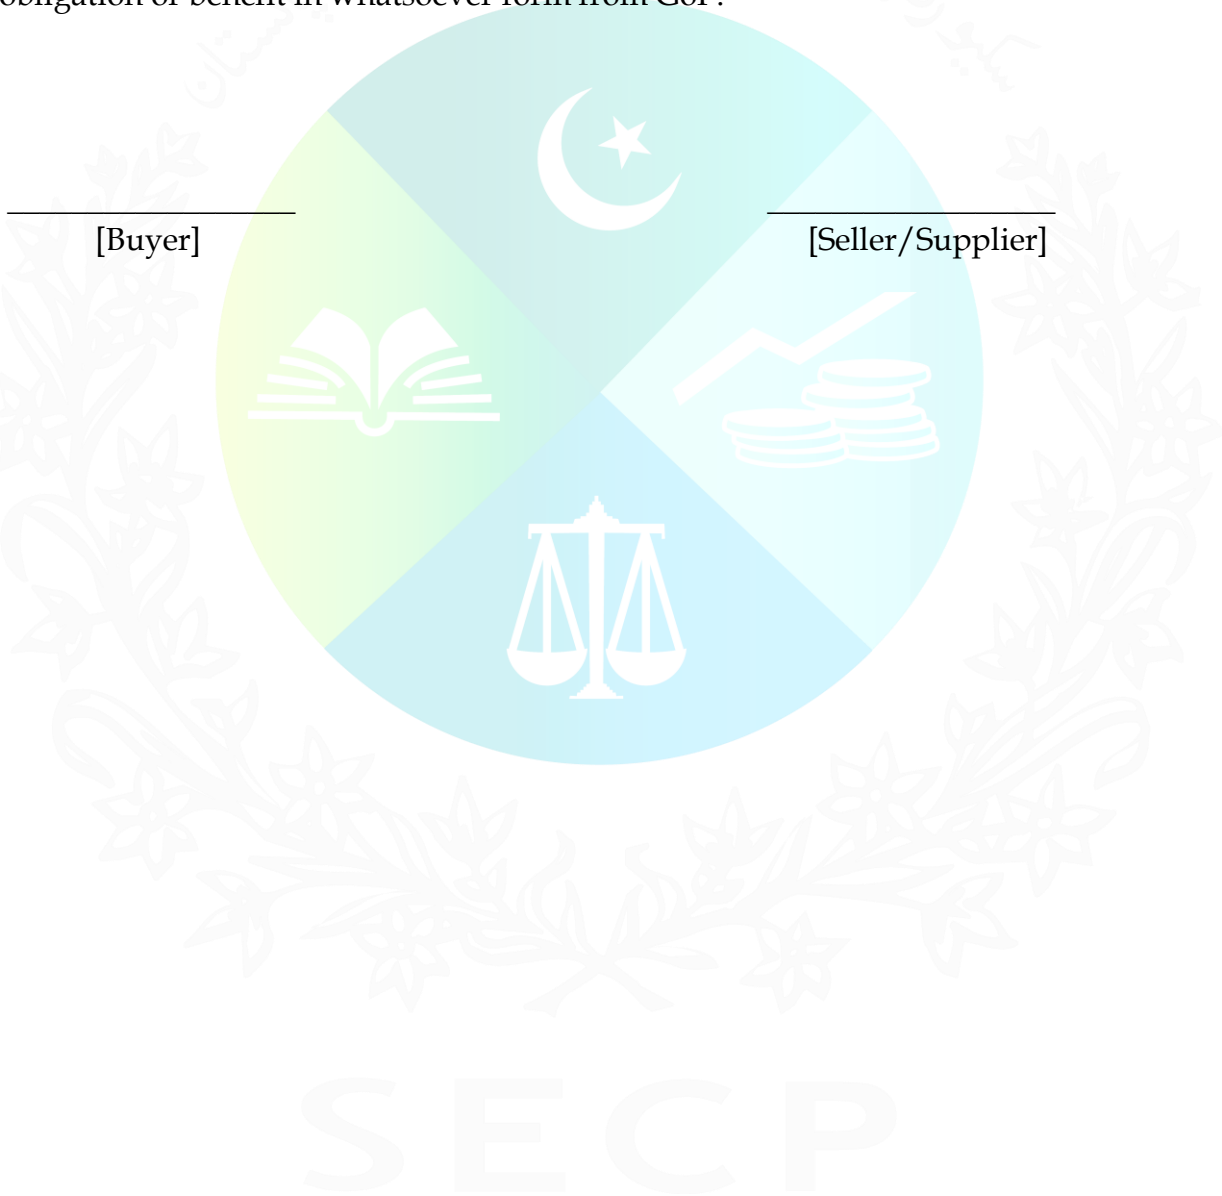 obligation or benefit in whatsoever form from GoP.
[Buyer] [Seller/Supplier]
SECP